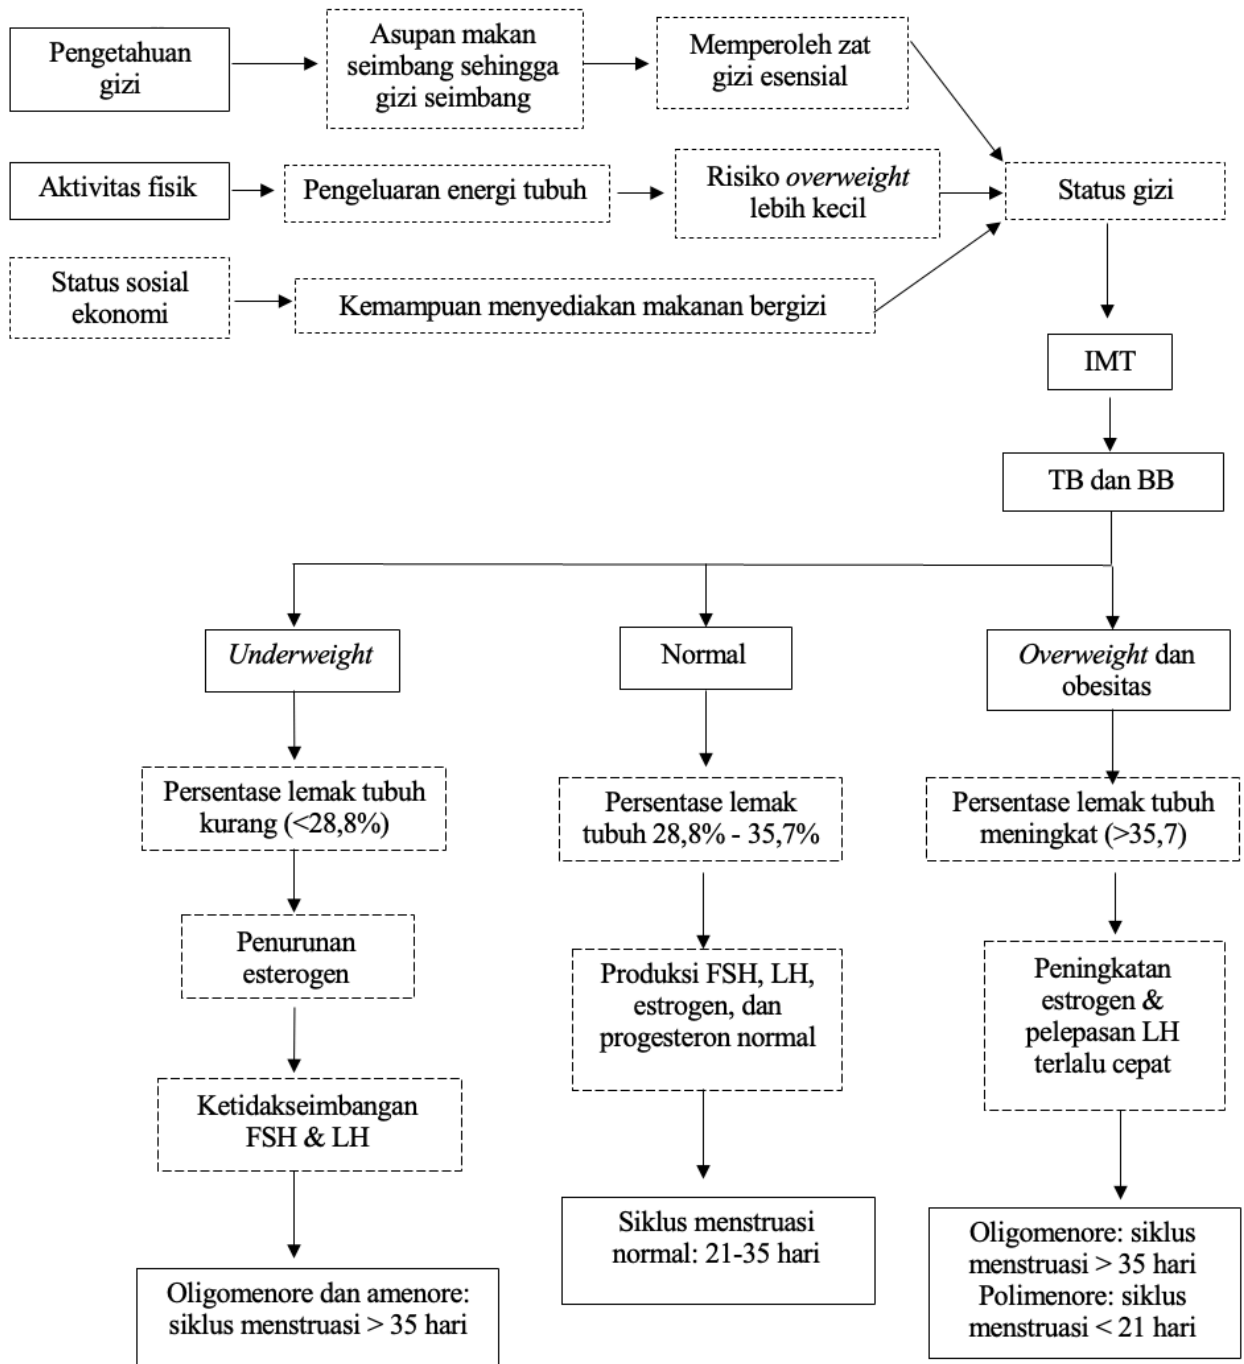 Pengetahuan
gizi
Asupan makan
seimbang sehingga
gizi seimbang
Memperoleh zat
gizi esensial
Aktivitas fisik
Pengeluaran energi tubuh
Risiko overweight
lebih kecil
Status gizi
Status sosial
ekonomi
Kemampuan menyediakan makanan bergizi
IMT
TB dan BB
Underweight
Normal
Overweight dan
obesitas
Persentase lemak tubuh
kurang (<28,8%)
Persentase lemak
tubuh 28,8% - 35,7%
Persentase lemak tubuh
meningkat (>35,7)
Penurunan
esterogen
Produksi FSH, LH,
estrogen, dan
progesteron normal
Peningkatan
estrogen &
pelepasan LH
terlalu cepat
Ketidakseimbangan
FSH & LH
Siklus menstruasi
normal: 21-35 hari
Oligomenore: siklus
menstruasi > 35 hari
Polimenore: siklus
menstruasi < 21 hari
Oligomenore dan amenore:
siklus menstruasi > 35 hari